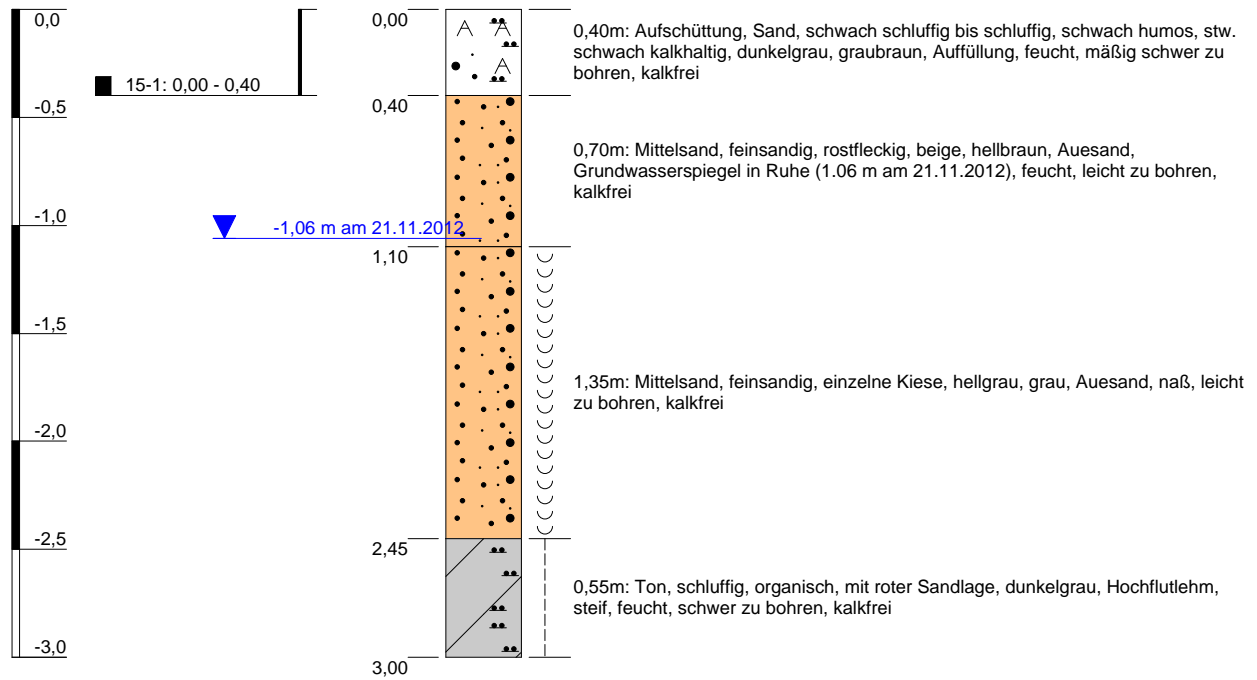 0,0
0,00
0,40m: Aufschüttung, Sand, schwach schluffig bis schluffig, schwach humos, stw.
schwach kalkhaltig, dunkelgrau, graubraun, Auffüllung, feucht, mäßig schwer zu
bohren, kalkfrei
15-1: 0,00 - 0,40
-0,5
0,40
0,70m: Mittelsand, feinsandig, rostfleckig, beige, hellbraun, Auesand,
Grundwasserspiegel in Ruhe (1.06 m am 21.11.2012), feucht, leicht zu bohren,
kalkfrei
-1,0
-1,06 m am 21.11.2012
1,10
-1,5
1,35m: Mittelsand, feinsandig, einzelne Kiese, hellgrau, grau, Auesand, naß, leicht
zu bohren, kalkfrei
-2,0
-2,5
2,45
0,55m: Ton, schluffig, organisch, mit roter Sandlage, dunkelgrau, Hochflutlehm,
steif, feucht, schwer zu bohren, kalkfrei
-3,0
3,00